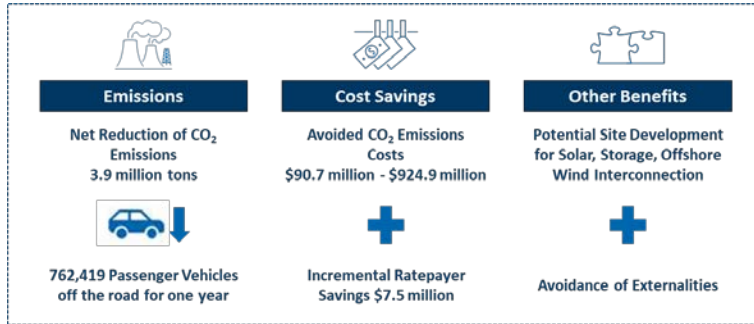 Emissions
Net Reduction of CO₂
Emissions
3.9 million tons
762,419 Passenger Vehicles
off the road for one year
Cost Savings
Avoided CO₂ Emissions
Costs
$90.7 million - $924.9 million
Incremental Ratepayer
Savings $7.5 million
Other Benefits
Potential Site Development
for Solar, Storage, Offshore
Wind Interconnection
Avoidance of Externalities